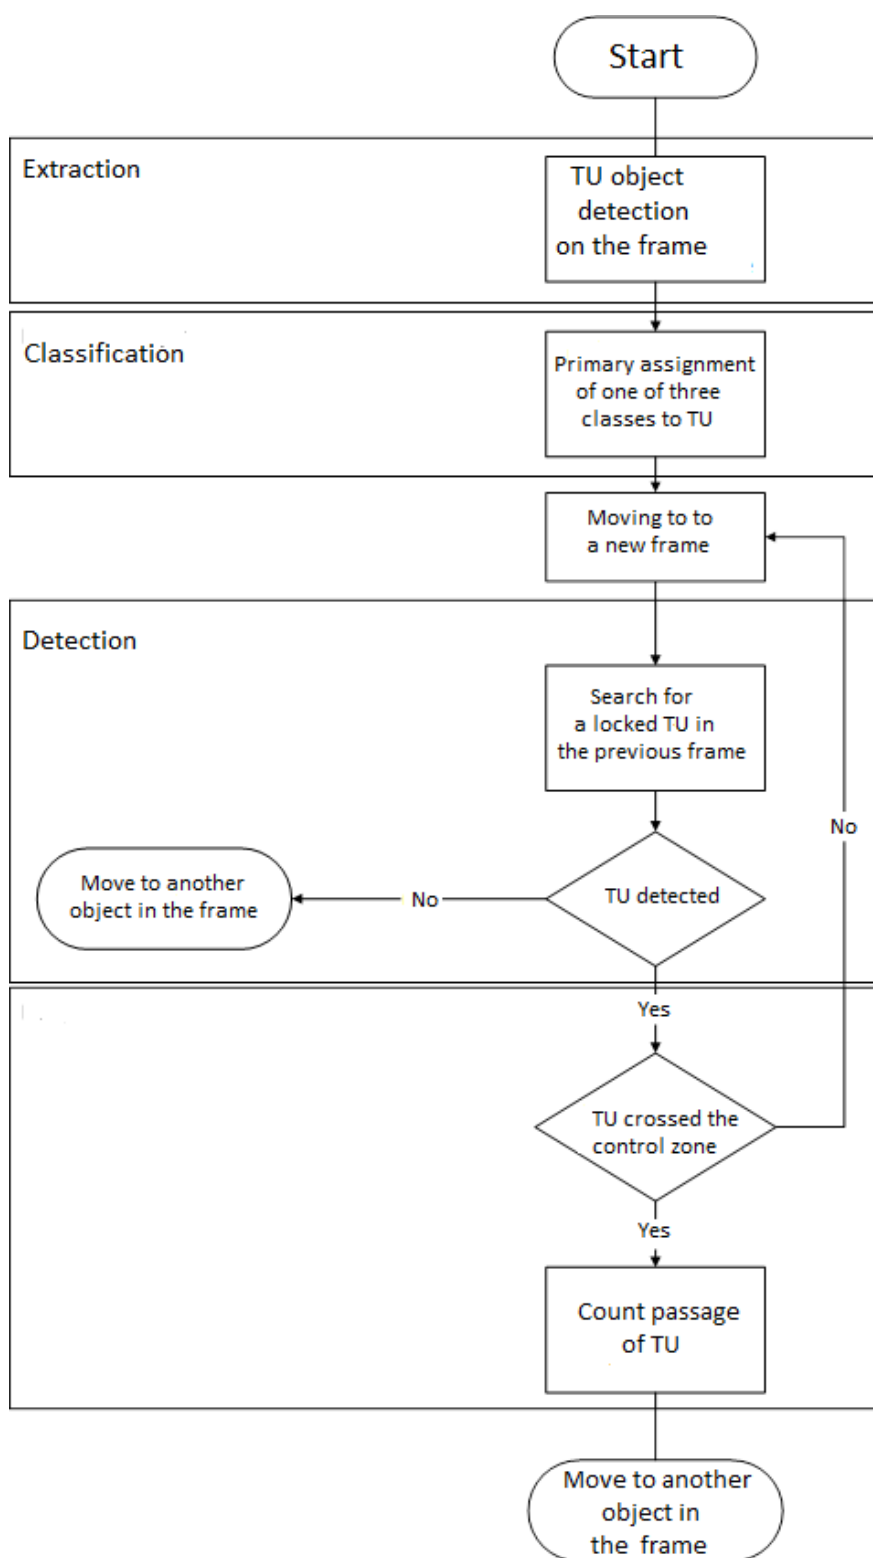 Start
Extraction
TU object
detection
on the frame
Classification
Primary assignment
of one of three
classes to TU
Moving to to
a new frame
Detection
Search for
a locked TU in
the previous frame
No
TU detected
No
Move to another
object in the frame
Yes
TU crossed the
control zone
Yes
Count passage
of TU
Move to another
object in
the frame